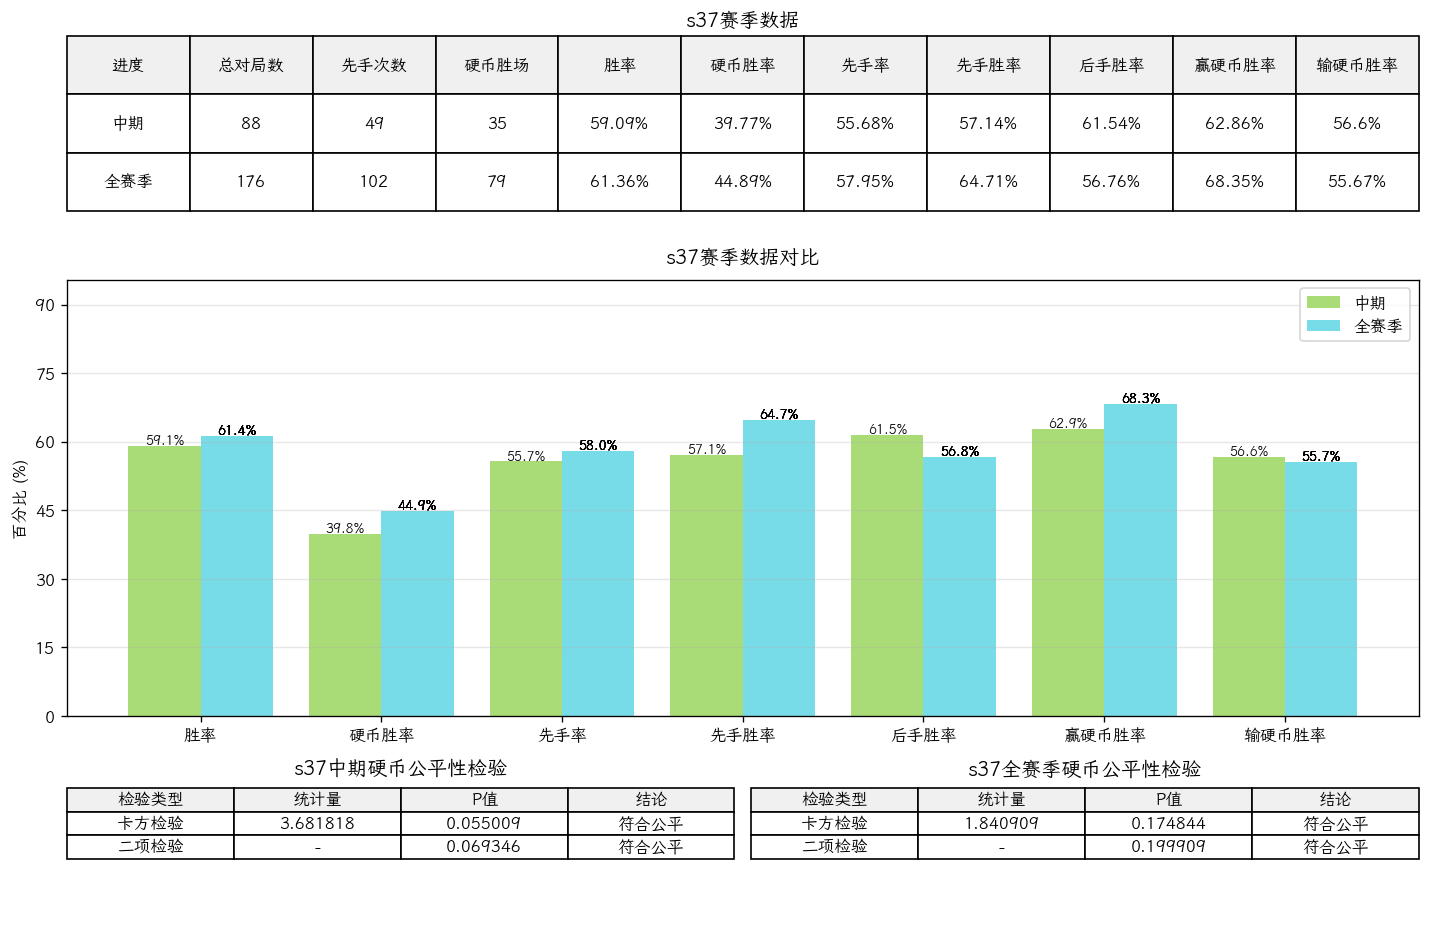 s37赛季数据
进度 总对局数 先手次数 硬币胜场 胜率 硬币胜率 先手率 先手胜率 后手胜率 赢硬币胜率 输硬币胜率
中期 88 49 35 59.09% 39.77% 55.68% 57.14% 61.54% 62.86% 56.6%
全赛季 176 102 79 61.36% 44.89% 57.95% 64.71% 56.76% 68.35% 55.67%
s37赛季数据对比
中期
全赛季
百分比 (%)
90
75
60
45
30
15
0
59.1% 61.4% 39.8% 44.9% 55.7% 58.0% 57.1% 64.7% 61.5% 56.8% 62.9% 68.3% 56.6% 55.7%
胜率 硬币胜率 先手率 先手胜率 后手胜率 赢硬币胜率 输硬币胜率
s37中期硬币公平性检验
检验类型 统计量 P值 结论
卡方检验 3.681818 0.055009 符合公平
二项检验 - 0.069346 符合公平
s37全赛季硬币公平性检验
检验类型 统计量 P值 结论
卡方检验 1.840909 0.174844 符合公平
二项检验 - 0.199909 符合公平